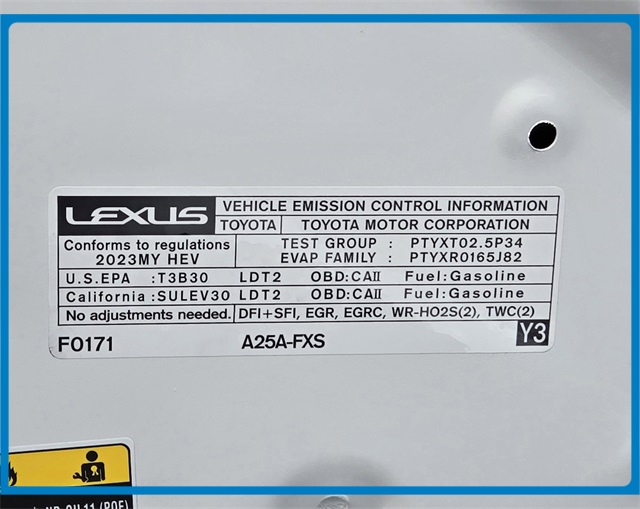 LEXUS VEHICLE EMISSION CONTROL INFORMATION
TOYOTA TOYOTA MOTOR CORPORATION
Conforms to regulations TEST GROUP : PTYXT02.5P34
2023MY HEV EVAP FAMILY : PTYXR0165J82
U.S.EPA :T3B30 LDT2 OBD:CAII Fuel:Gasoline
California :SULEV30 LDT2 OBD:CAII Fuel:Gasoline
No adjustments needed. DFI+SFI, EGR, EGRC, WR-HO2S(2), TWC(2)
F0171 A25A-FXS Y3
11 (POE)